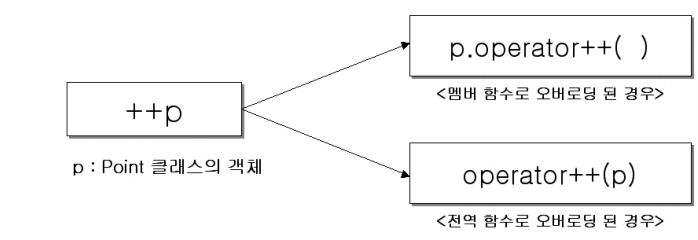 p.operator++( )
<멤버 함수로 오버로딩 된 경우>
++p
p : Point 클래스의 객체
operator++(p)
<전역 함수로 오버로딩 된 경우>